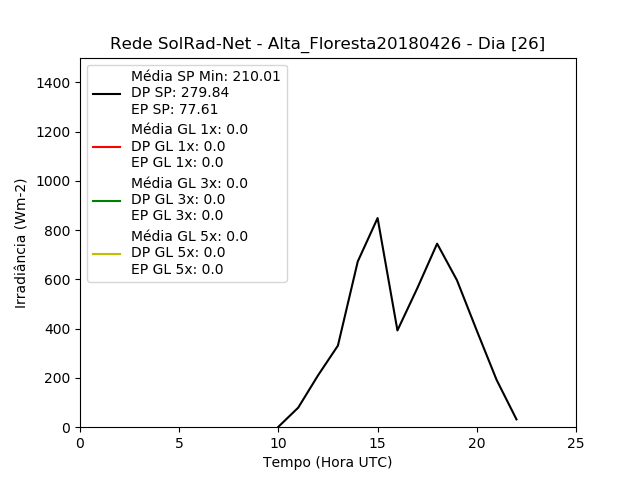 Rede SolRad-Net - Alta_Floresta20180426 - Dia [26]
Média SP Min: 210.01
DP SP: 279.84
EP SP: 77.61
Média GL 1x: 0.0
DP GL 1x: 0.0
EP GL 1x: 0.0
Média GL 3x: 0.0
DP GL 3x: 0.0
EP GL 3x: 0.0
Média GL 5x: 0.0
DP GL 5x: 0.0
EP GL 5x: 0.0
Irradiância (Wm-2)
1400
1200
1000
800
600
400
200
0
0 5 10 15 20 25
Tempo (Hora UTC)